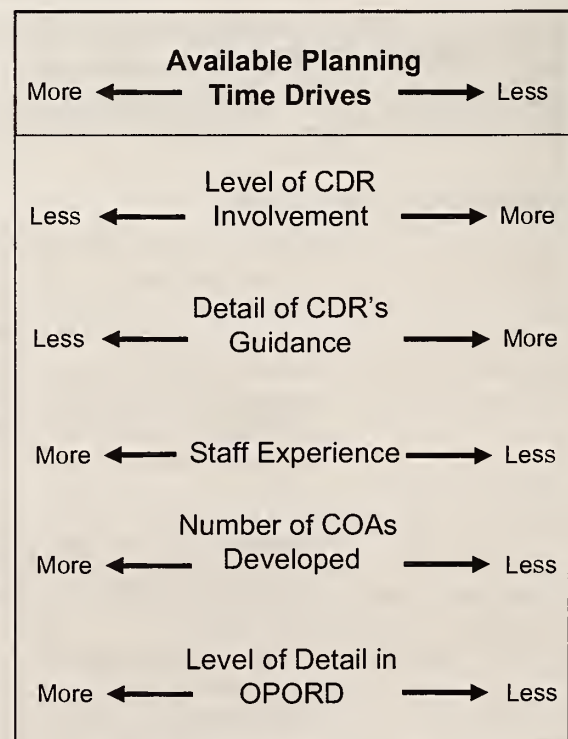 Available Planning
More Time Drives Less
Level of CDR
Less Involvement More
Detail of CDR's
Less Guidance More
More Staff Experience Less
Number of COAs
More Developed Less
Level of Detail in
More OPORD Less